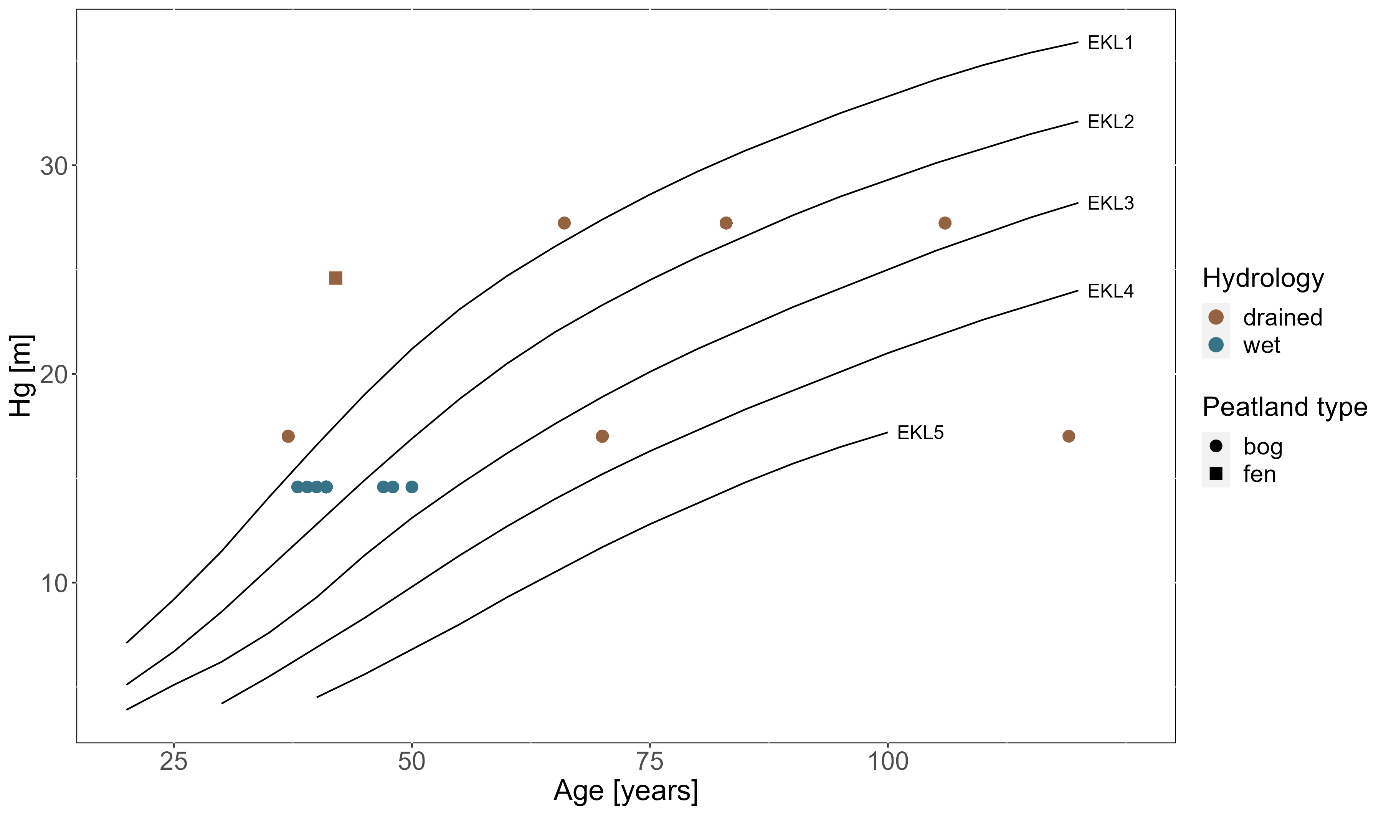 EKL1
EKL2
EKL3
EKL4
EKL5
30
20
10
Hg [m]
25
50
75
100
Age [years]
Hydrology
drained
wet
Peatland type
bog
fen